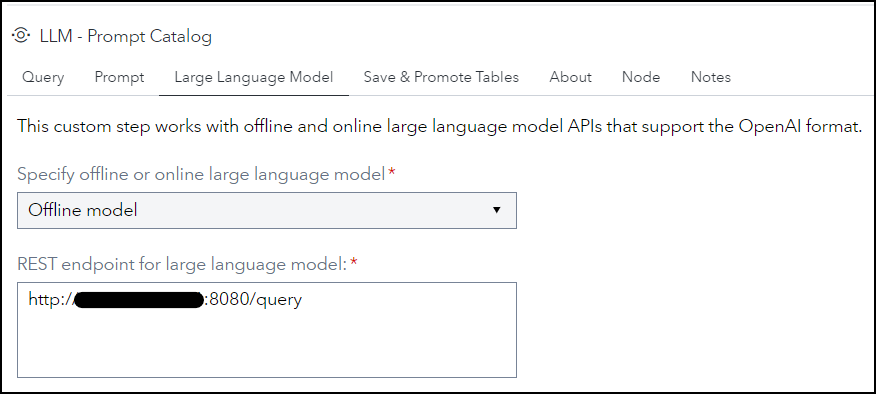 LLM - Prompt Catalog
Query Prompt Large Language Model Save & Promote Tables About Node Notes
This custom step works with offline and online large language model APIs that support the OpenAI format.
Specify offline or online large language model*
Offline model
REST endpoint for large language model: *
http:// :8080/query